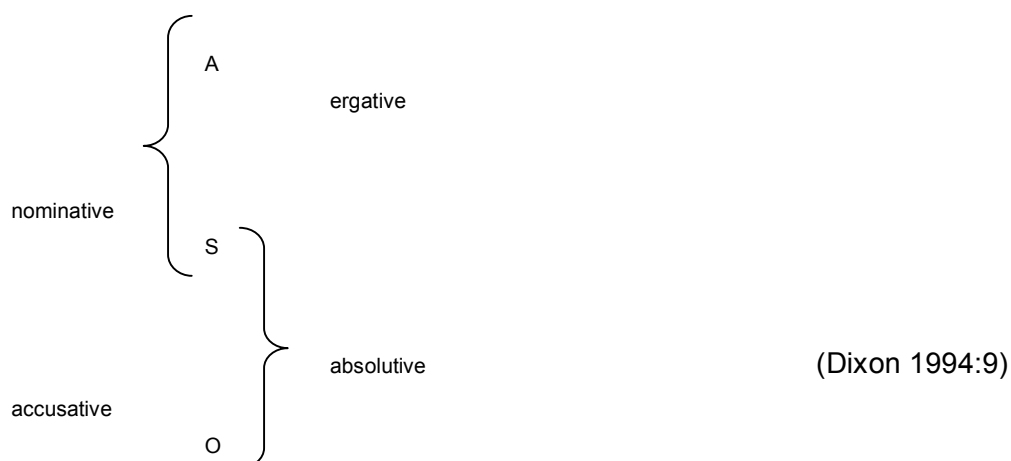 A
ergative
nominative
S
absolutive
(Dixon 1994:9)
accusative
O